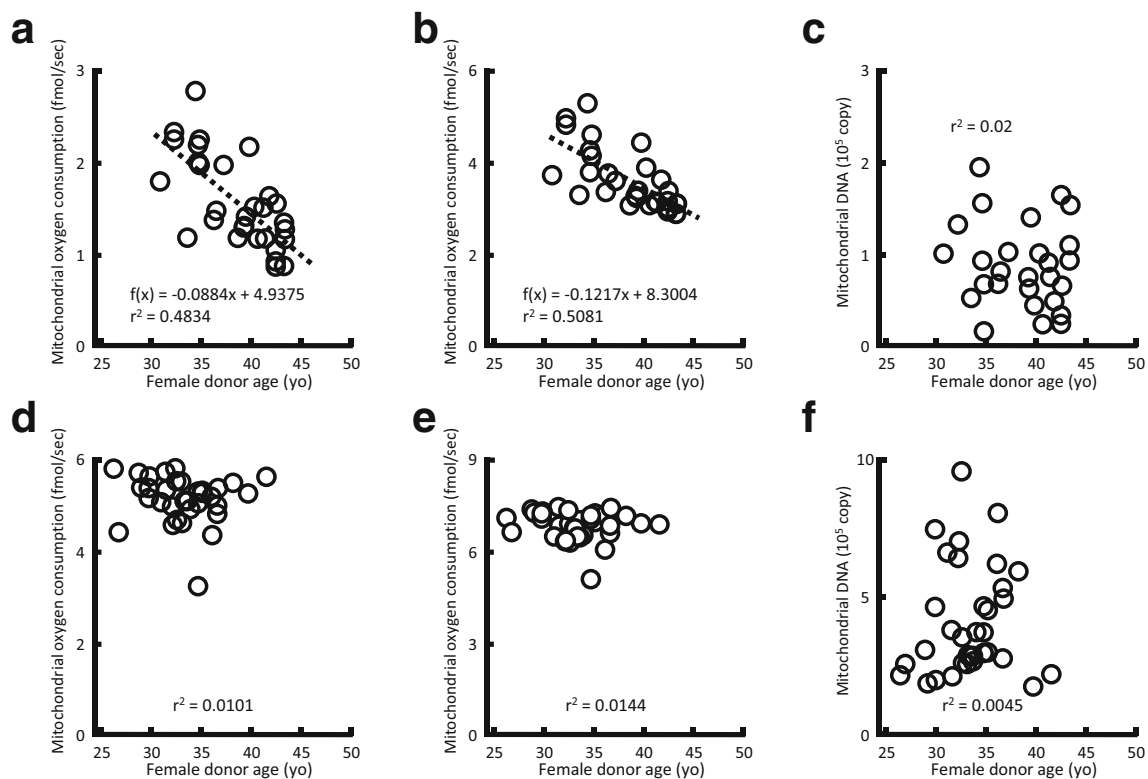 a
Mitochondrial oxygen consumption (fmol/sec)
3
2
1
0
f(x) = -0.0884x + 4.9375
r² = 0.4834
25 30 35 40 45 50
Female donor age (yo)
b
Mitochondrial oxygen consumption (fmol/sec)
6
4
2
0
f(x) = -0.1217x + 8.3004
r² = 0.5081
25 30 35 40 45 50
Female donor age (yo)
c
Mitochondrial DNA (10⁵ copy)
3
2
1
0
r² = 0.02
25 30 35 40 45 50
Female donor age (yo)
d
Mitochondrial oxygen consumption (fmol/sec)
6
4
2
0
r² = 0.0101
25 30 35 40 45 50
Female donor age (yo)
e
Mitochondrial oxygen consumption (fmol/sec)
9
6
3
0
r² = 0.0144
25 30 35 40 45 50
Female donor age (yo)
f
Mitochondrial DNA (10⁵ copy)
10
5
0
r² = 0.0045
25 30 35 40 45 50
Female donor age (yo)